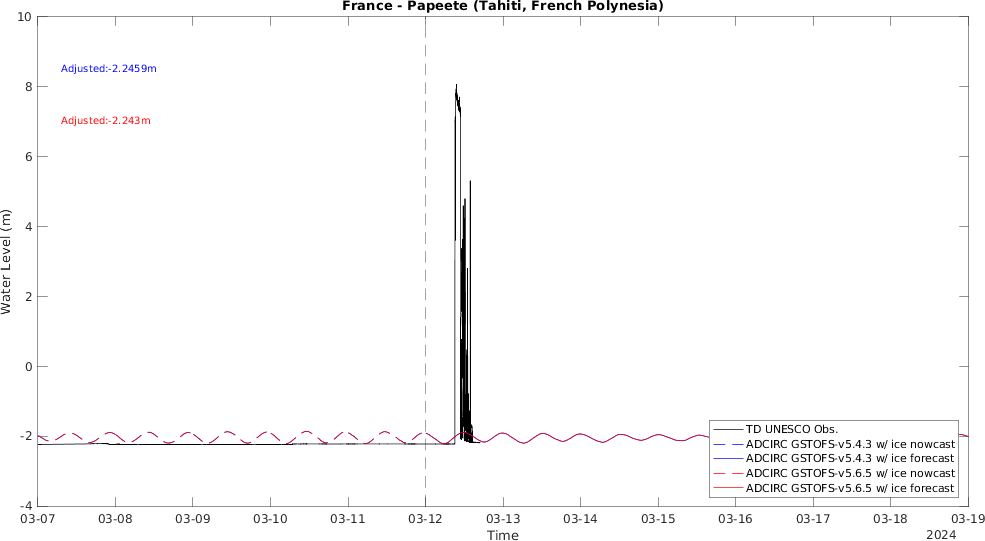 France - Papeete (Tahiti, French Polynesia)
10
8
6
4
2
0
-2
-4
Water Level (m)
Adjusted:-2.2459m
Adjusted:-2.243m
TD UNESCO Obs.
ADCIRC GSTOFS-v5.4.3 w/ ice nowcast
ADCIRC GSTOFS-v5.4.3 w/ ice forecast
ADCIRC GSTOFS-v5.6.5 w/ ice nowcast
ADCIRC GSTOFS-v5.6.5 w/ ice forecast
03-07 03-08 03-09 03-10 03-11 03-12 03-13 03-14 03-15 03-16 03-17 03-18 03-19
Time
2024